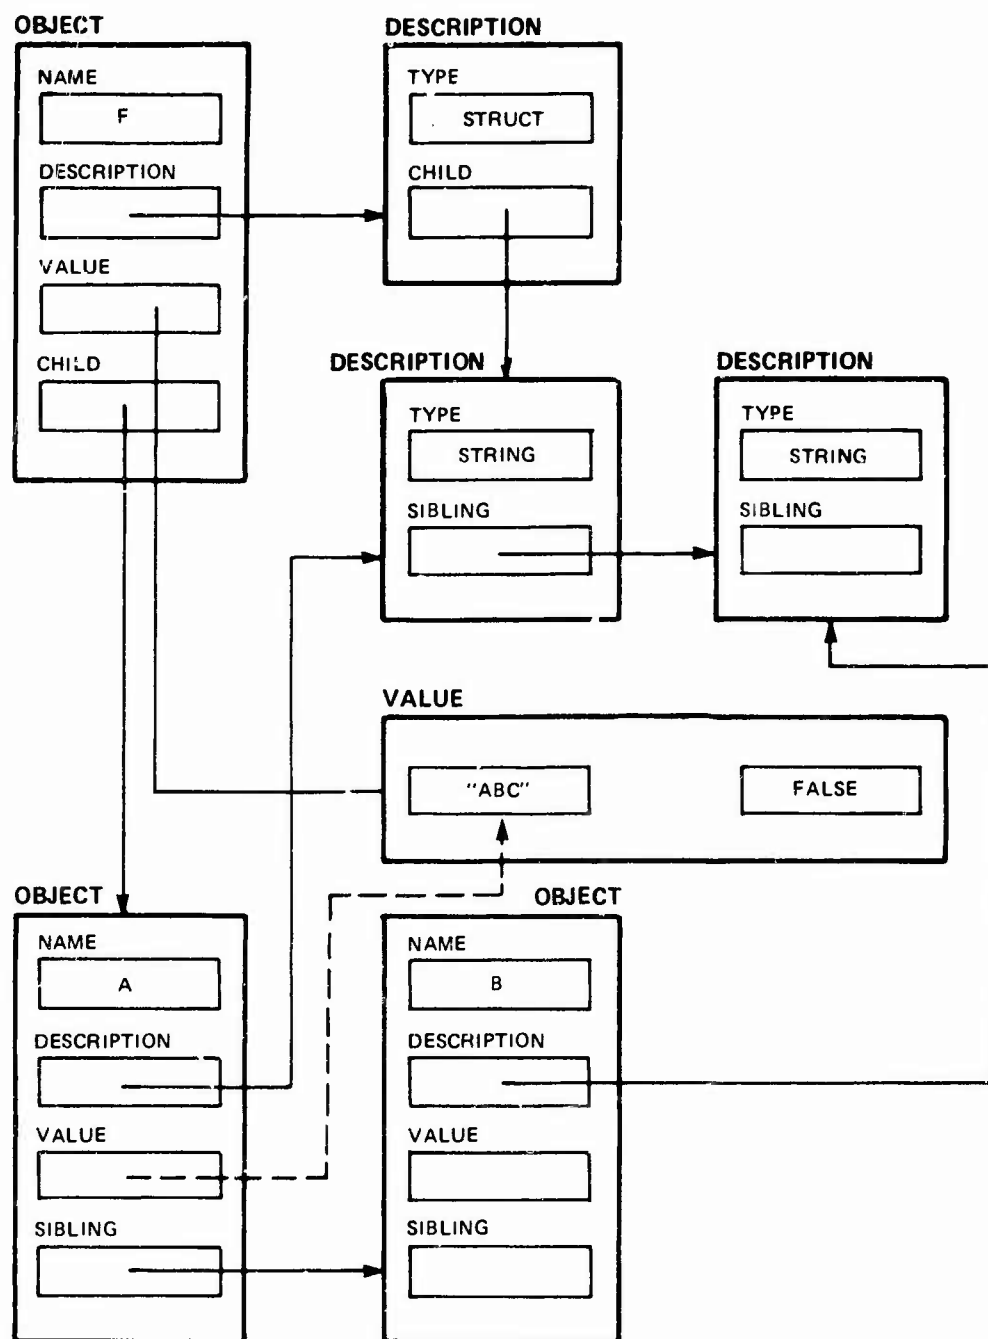 OBJECT
NAME
F
DESCRIPTION
VALUE
CHILD
DESCRIPTION
TYPE
STRUCT
CHILD
DESCRIPTION
TYPE
STRING
SIBLING
DESCRIPTION
TYPE
STRING
SIBLING
VALUE
"ABC"
FALSE
OBJECT
NAME
A
DESCRIPTION
VALUE
SIBLING
OBJECT
NAME
B
DESCRIPTION
VALUE
SIBLING